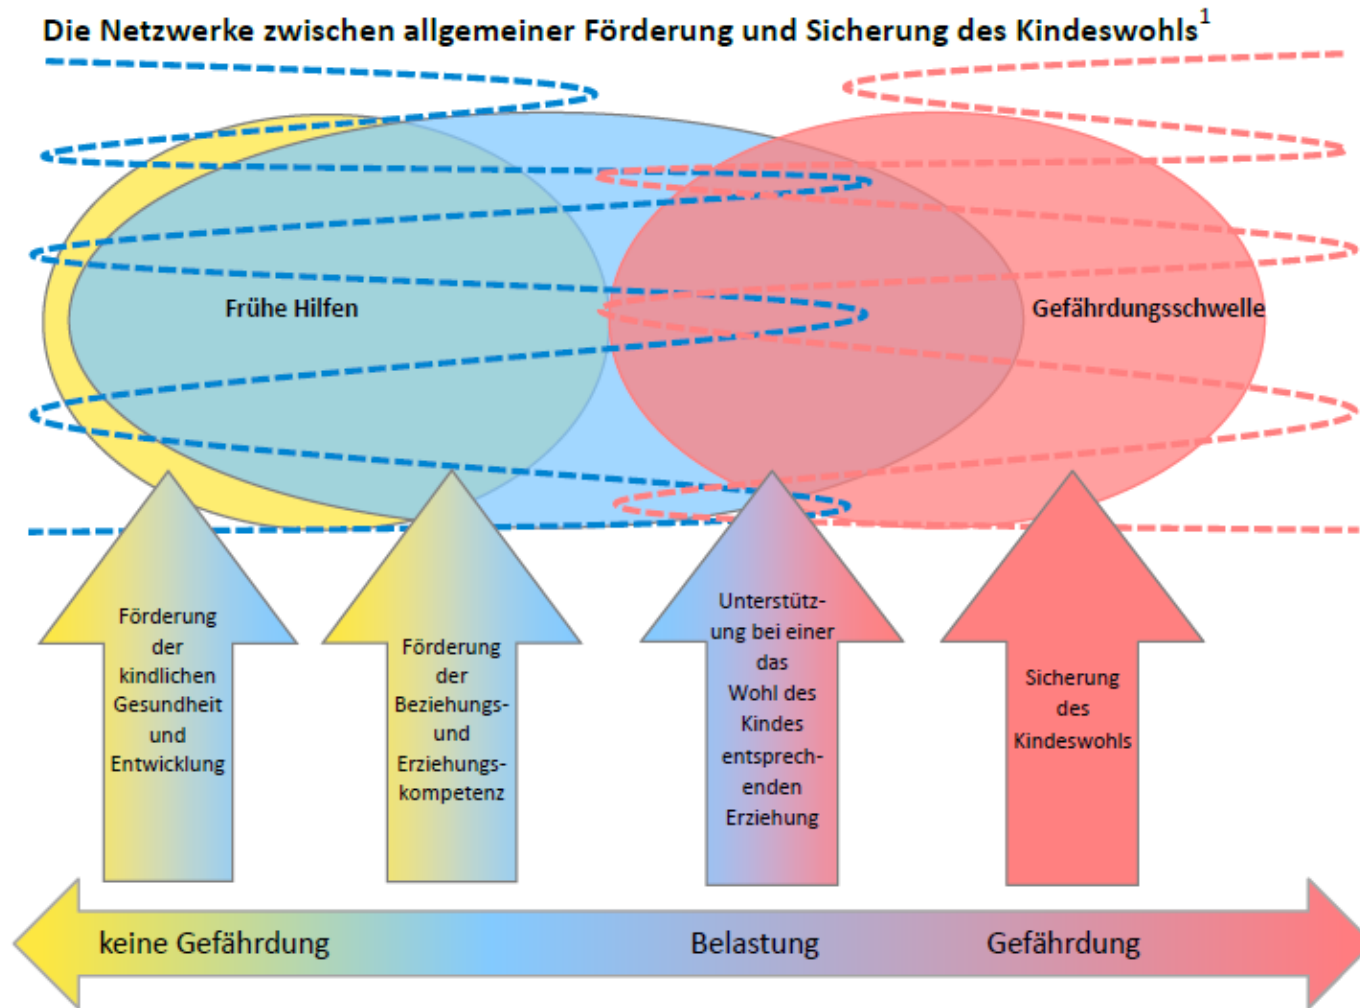 Die Netzwerke zwischen allgemeiner Förderung und Sicherung des Kindeswohls¹
Frühe Hilfen
Gefährdungsschwelle
Förderung
der
kindlichen
Gesundheit
und
Entwicklung
Förderung
der
Beziehungs-
und
Erziehungs-
kompetenz
Unterstütz-
ung bei einer
das
Wohl des
Kindes
entsprech-
enden
Erziehung
Sicherung
des
Kindeswohls
keine Gefährdung
Belastung
Gefährdung